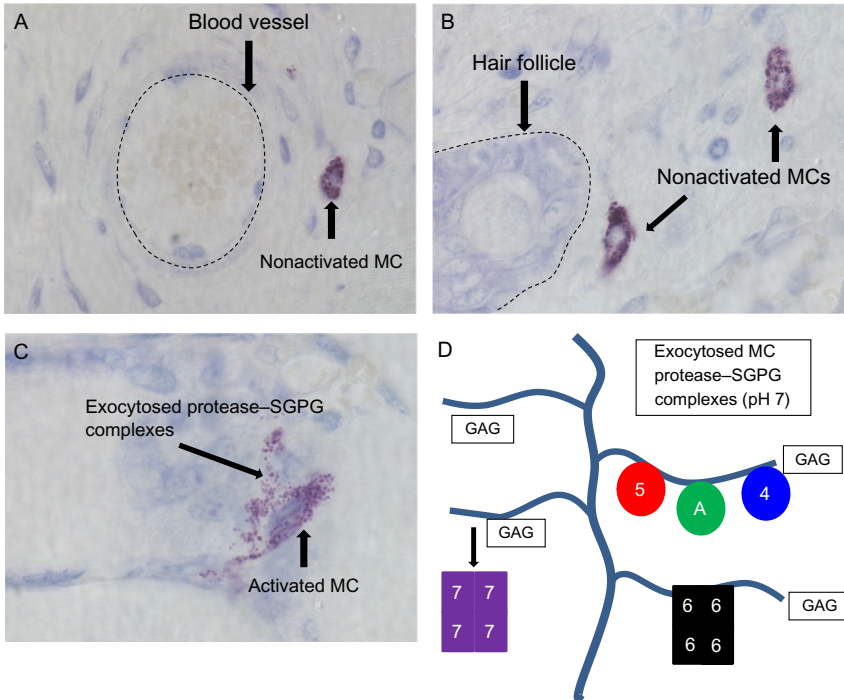 A
Blood vessel
Nonactivated MC
B
Hair follicle
Nonactivated MCs
C
Exocytosed protease–SGPG
complexes
Activated MC
D
Exocytosed MC
protease–SGPG
complexes (pH 7)
GAG
GAG
5
A
4
GAG
7 7
7 7
6 6
6 6
GAG